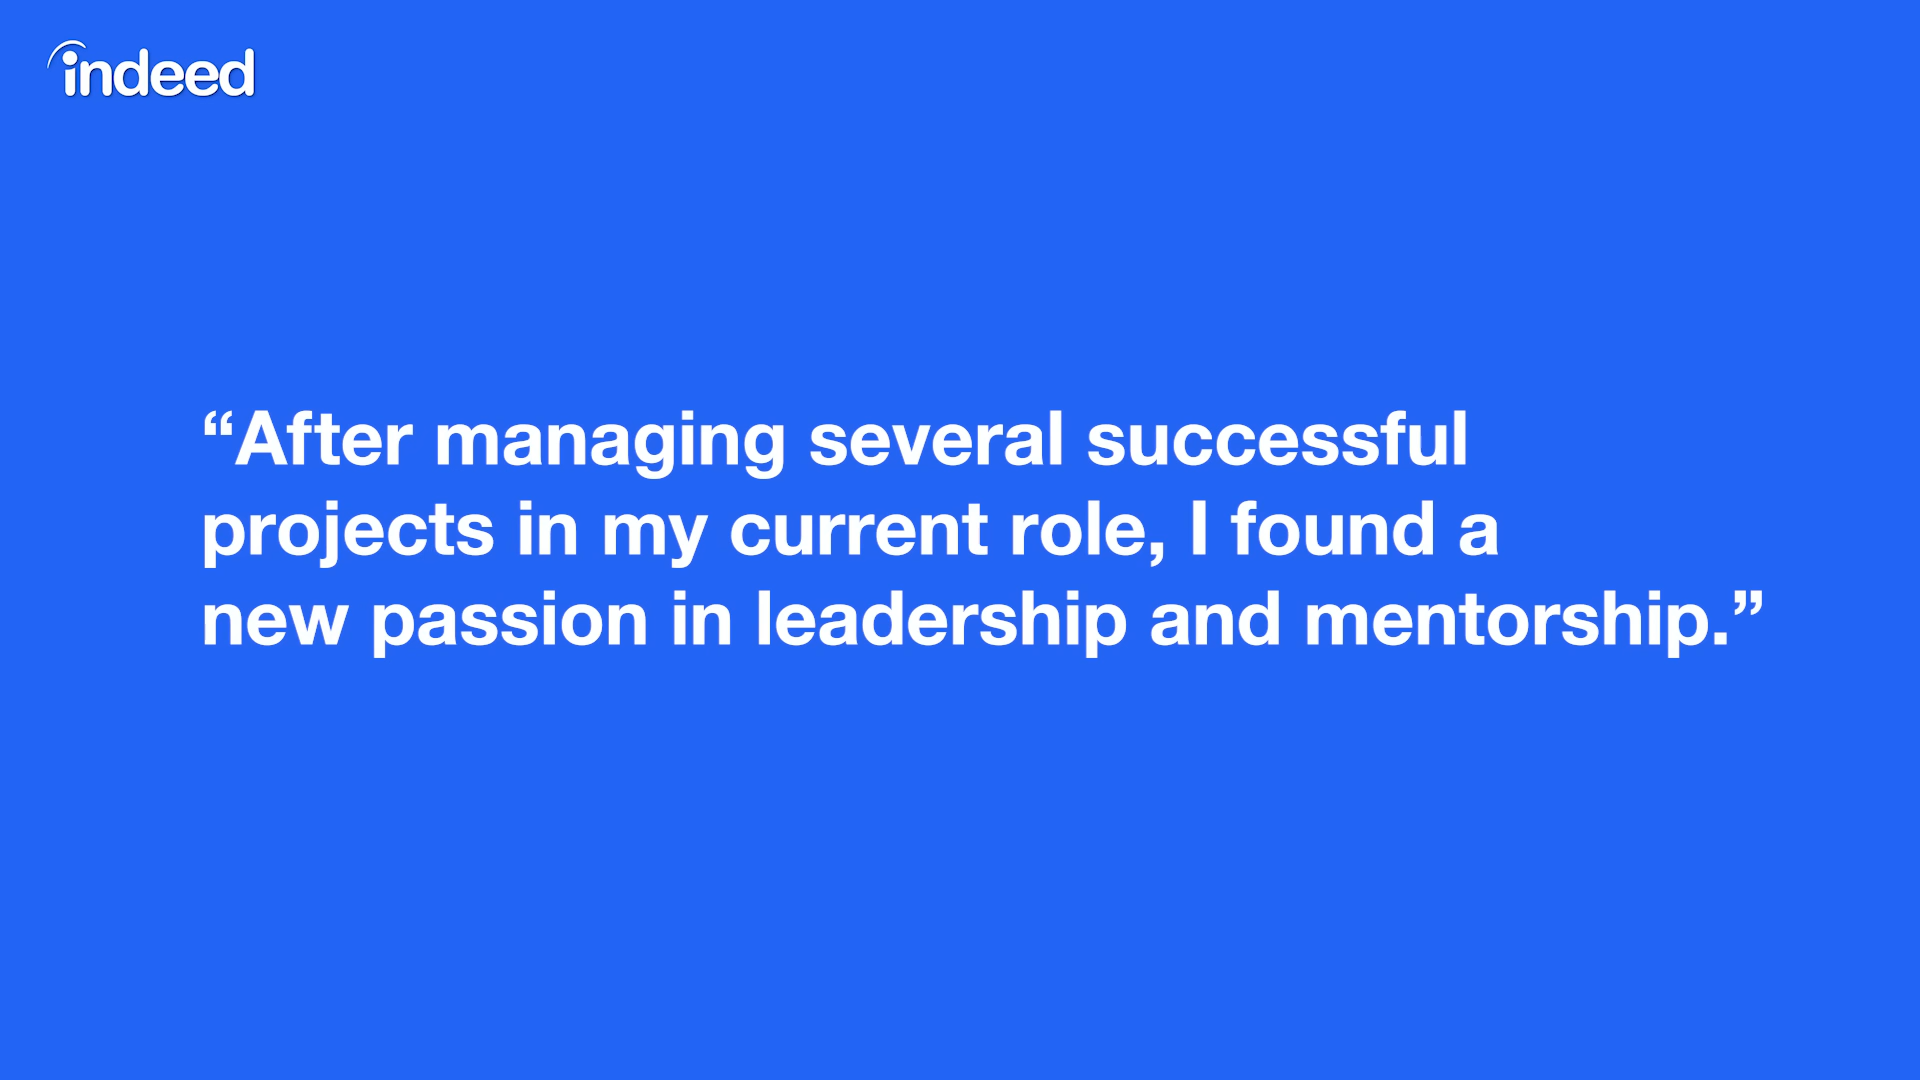 indeed
“After managing several successful
projects in my current role, I found a
new passion in leadership and mentorship.”